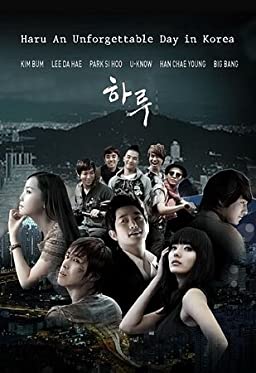 Haru An Unforgettable Day in Korea
KIM BUM LEE DA HAE PARK SI HOO U-KNOW HAN CHAE YOUNG BIG BANG
하루